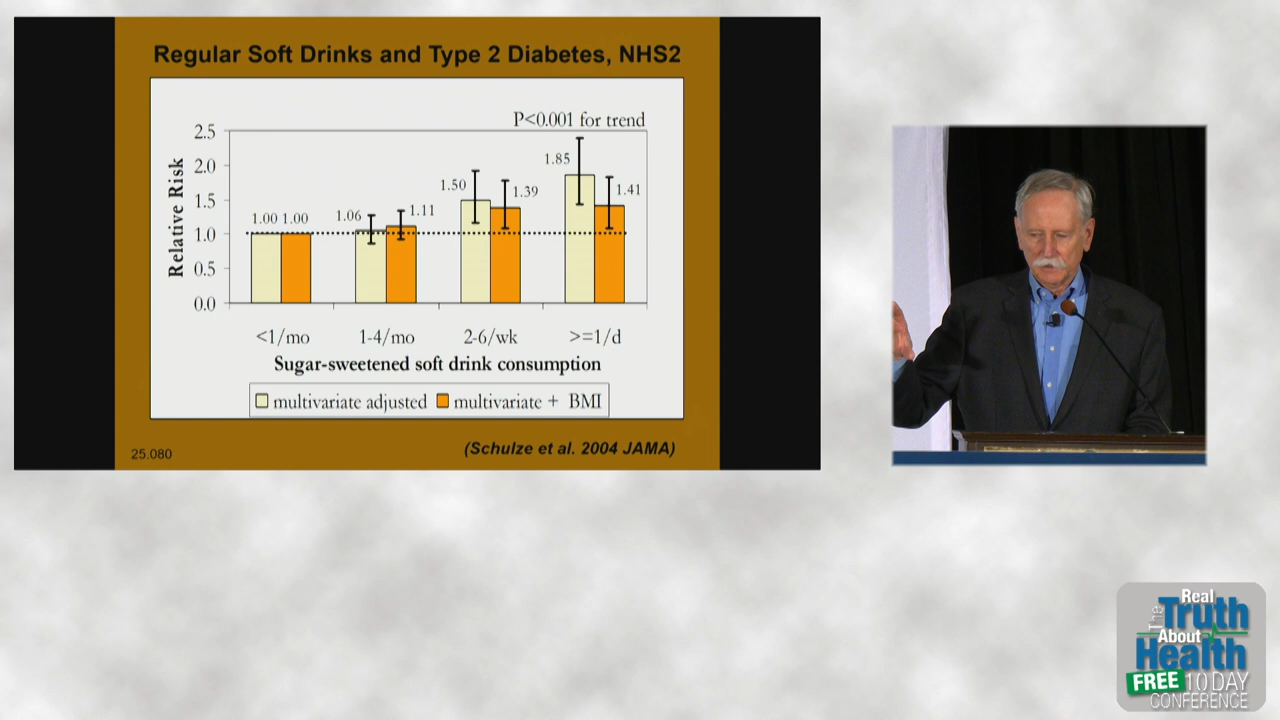 Regular Soft Drinks and Type 2 Diabetes, NHS2
P<0.001 for trend
Relative Risk
2.5
2.0
1.5
1.0
0.5
0.0
1.00 1.00
1.06
1.11
1.50
1.39
1.85
1.41
<1/mo
1-4/mo
2-6/wk
>=1/d
Sugar-sweetened soft drink consumption
multivariate adjusted
multivariate + BMI
25.080
(Schulze et al. 2004 JAMA)
The Real
Truth
About
Health
FREE 10 DAY
CONFERENCE